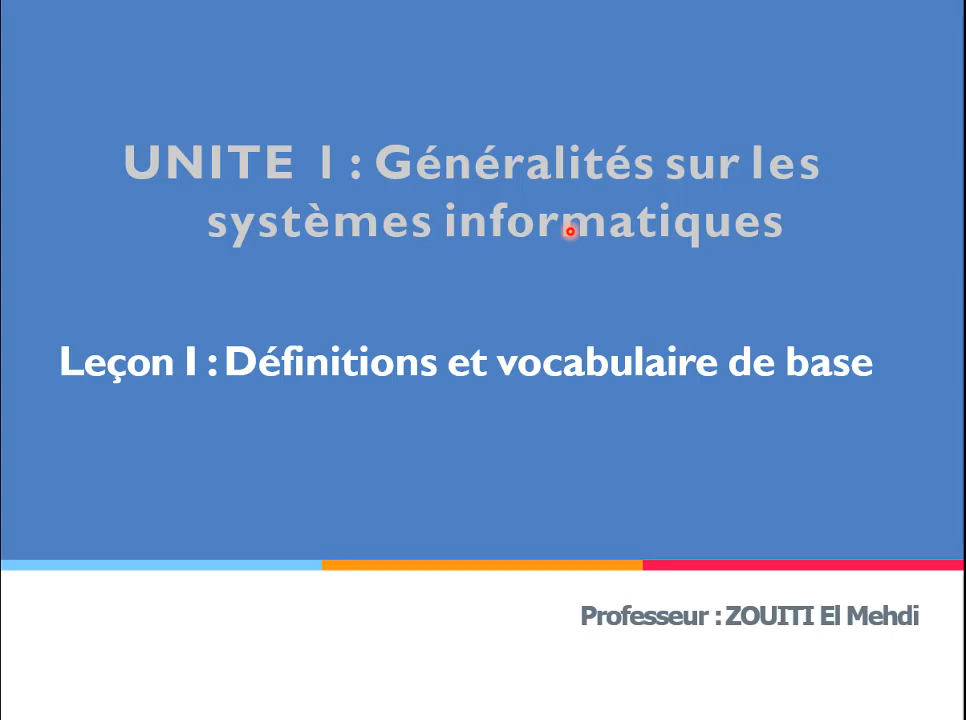 UNITE 1 : Généralités sur les
systèmes informatiques
Leçon 1 : Définitions et vocabulaire de base
Professeur : ZOUITI El Mehdi